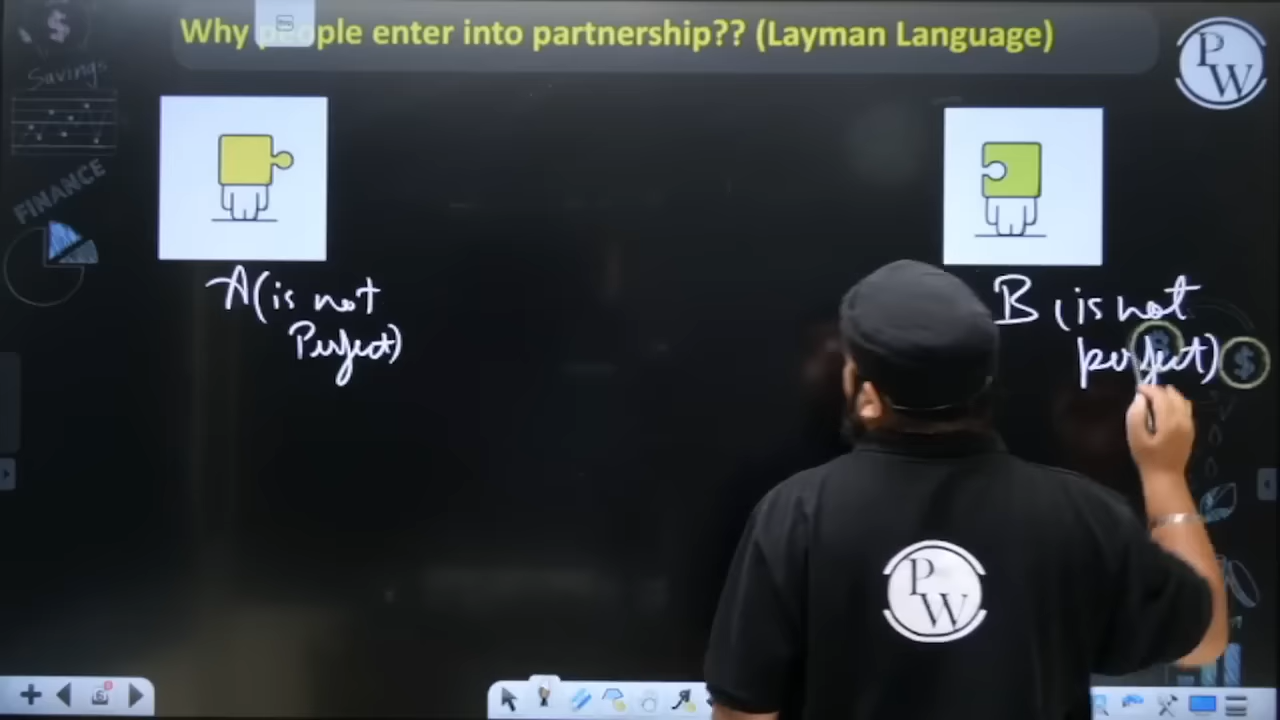 Why people enter into partnership?? (Layman Language)
PW
Savings
FINANCE
A (is not
Perfect)
B (is not
perfect)
PW